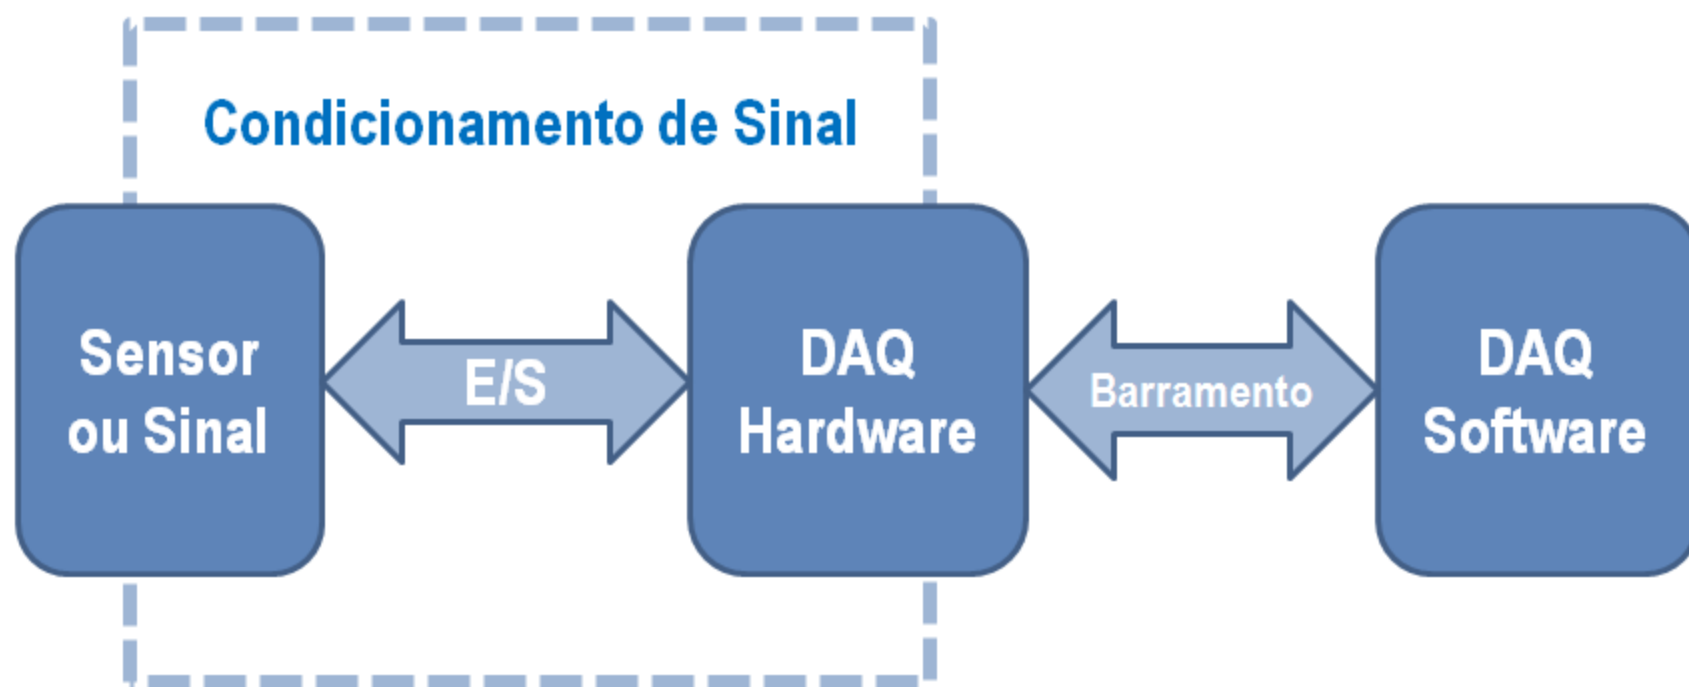 Condicionamento de Sinal
Sensor
ou Sinal
E/S
DAQ
Hardware
Barramento
DAQ
Software